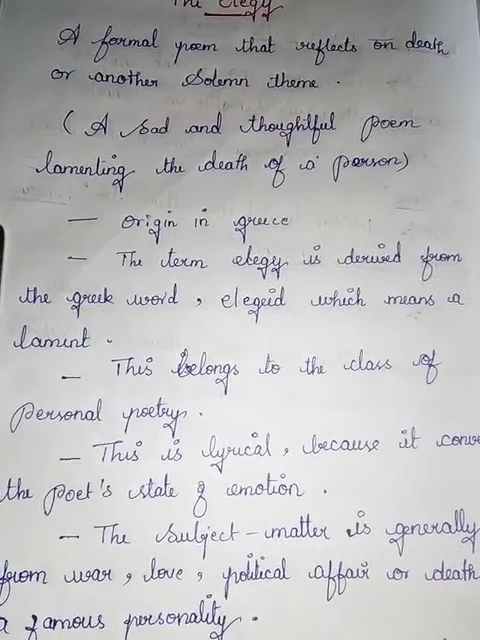 The Elegy
A formal poem that reflects on death
or another Solemn theme .
( A sad and thoughtful Poem
lamenting the death of a person)
— Origin in greece
— The term elegy is derived from
the greek word , elegeid which means a
lament .
— This belongs to the class of
personal poetry .
— This is lyrical , because it conve
the Poet's state of emotion .
— The subject - matter is generally
from war , love , political affair or death
a famous personality .